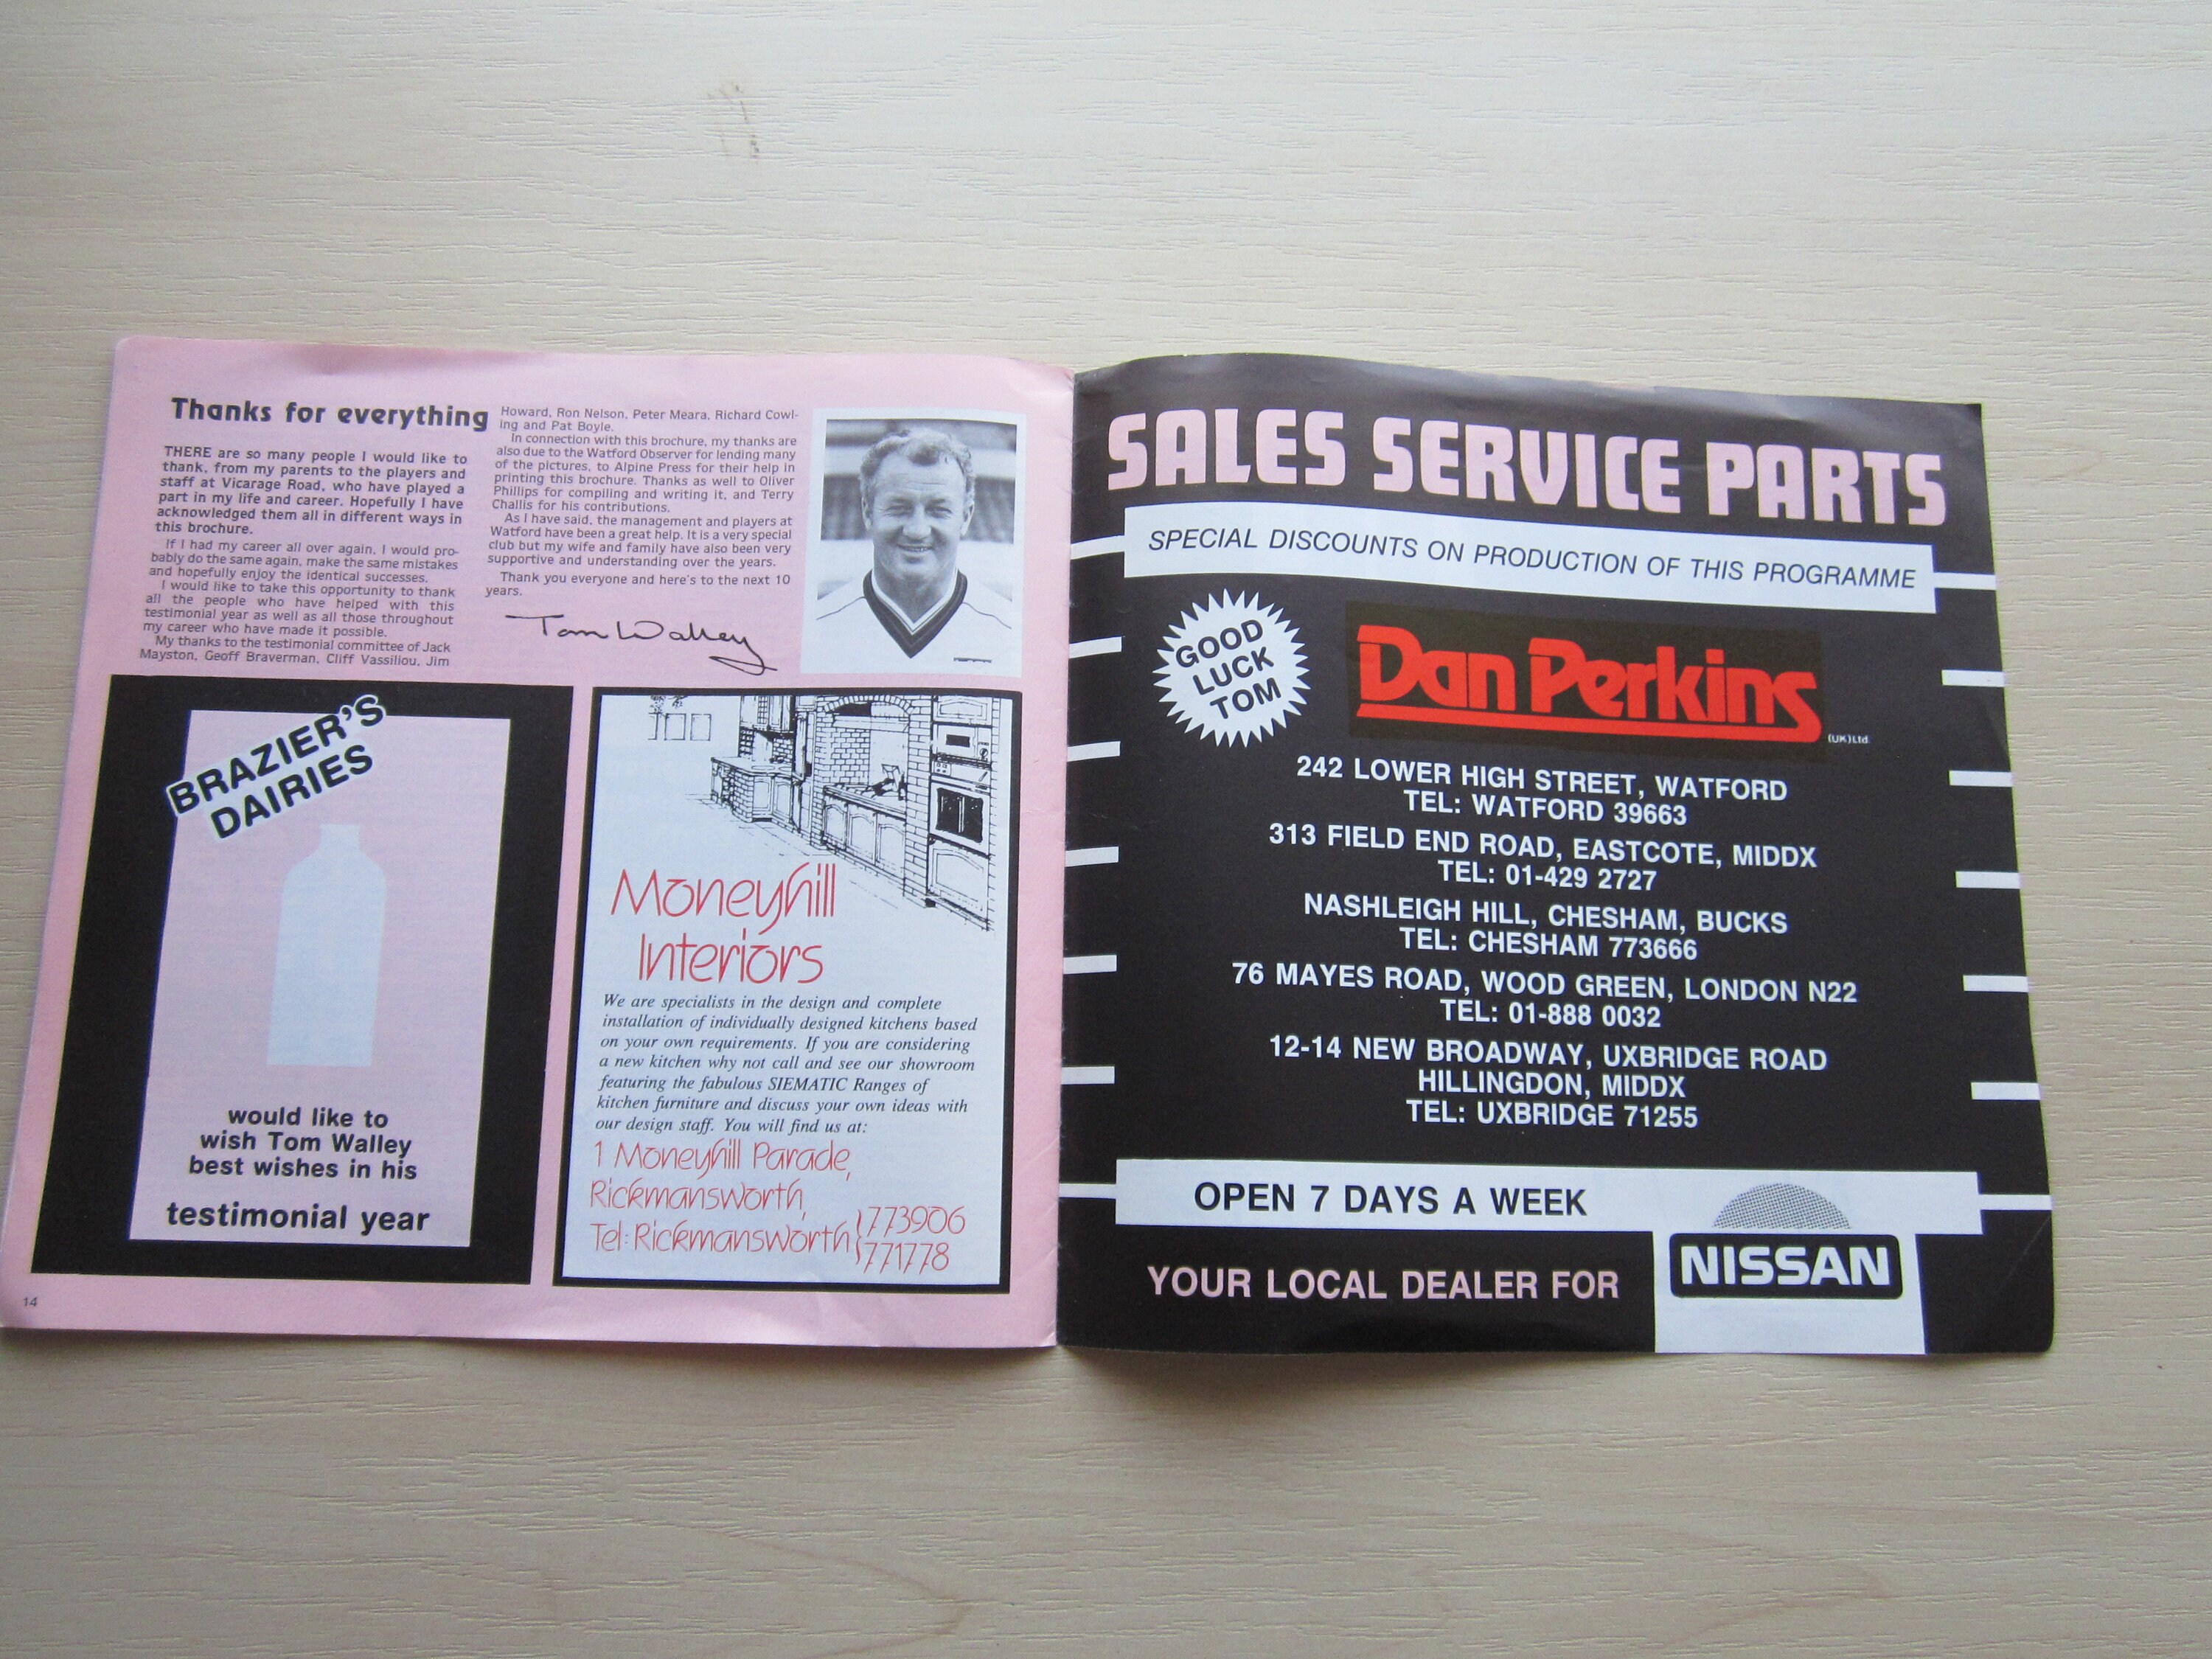 Thanks for everything
THERE are so many people I would like to
thank, from my parents to the players and
staff at Vicarage Road, who have played a
part in my life and career. Hopefully I have
acknowledged them all in different ways in
this brochure.
If I had my career all over again, I would pro-
bably do the same again, make the same mistakes
and hopefully enjoy the identical successes.
I would like to take this opportunity to thank
all the people who have helped with this
testimonial year as well as all those throughout
my career who have made it possible.
My thanks to the testimonial committee of Jack
Mayston, Geoff Braverman, Cliff Vassiliou, Jim
Howard, Ron Nelson, Peter Meara, Richard Cowl-
ing and Pat Boyle.
In connection with this brochure, my thanks are
also due to the Watford Observer for lending many
of the pictures, to Alpine Press for their help in
printing this brochure. Thanks as well to Oliver
Phillips for compiling and writing it, and Terry
Challis for his contributions.
As I have said, the management and players at
Watford have been a great help. It is a very special
club but my wife and family have also been very
supportive and understanding over the years.
Thank you everyone and here's to the next 10
years.
Tom Walley
BRAZIER'S
DAIRIES
would like to
wish Tom Walley
best wishes in his
testimonial year
Moneyhill
Interiors
We are specialists in the design and complete
installation of individually designed kitchens based
on your own requirements. If you are considering
a new kitchen why not call and see our showroom
featuring the fabulous SIEMATIC Ranges of
kitchen furniture and discuss your own ideas with
our design staff. You will find us at:
1 Moneyhill Parade,
Rickmansworth,
Tel: Rickmansworth 773906
771778
14
SALES SERVICE PARTS
SPECIAL DISCOUNTS ON PRODUCTION OF THIS PROGRAMME
GOOD
LUCK
TOM
Dan Perkins
(UK) Ltd
242 LOWER HIGH STREET, WATFORD
TEL: WATFORD 39663
313 FIELD END ROAD, EASTCOTE, MIDDX
TEL: 01-429 2727
NASHLEIGH HILL, CHESHAM, BUCKS
TEL: CHESHAM 773666
76 MAYES ROAD, WOOD GREEN, LONDON N22
TEL: 01-888 0032
12-14 NEW BROADWAY, UXBRIDGE ROAD
HILLINGDON, MIDDX
TEL: UXBRIDGE 71255
OPEN 7 DAYS A WEEK
YOUR LOCAL DEALER FOR
NISSAN